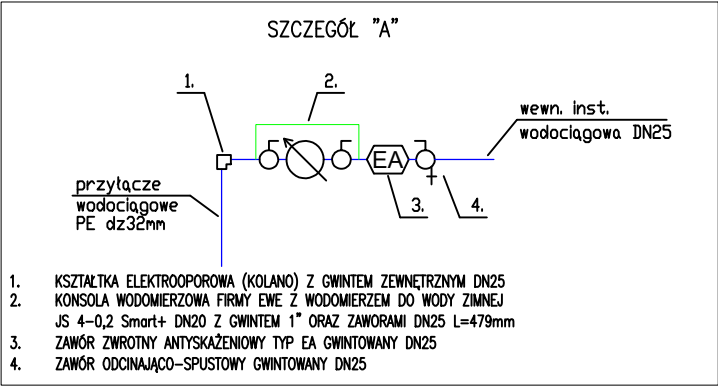 SZCZEGÓŁ "A"
1.
2.
wewn. inst.
wodociągowa DN25
EA
przyłącze
wodociągowe
PE dz32mm
3.
4.
1. KSZTAŁTKA ELEKTROOPOROWA (KOLANO) Z GWINTEM ZEWNĘTRZNYM DN25
2. KONSOLA WODOMIERZOWA FIRMY EWE Z WODOMIERZEM DO WODY ZIMNEJ
JS 4-0,2 Smart+ DN20 Z GWINTEM 1" ORAZ ZAWORAMI DN25 L=479mm
3. ZAWÓR ZWROTNY ANTYSKAŻENIOWY TYP EA GWINTOWANY DN25
4. ZAWÓR ODCINAJĄCO-SPUSTOWY GWINTOWANY DN25